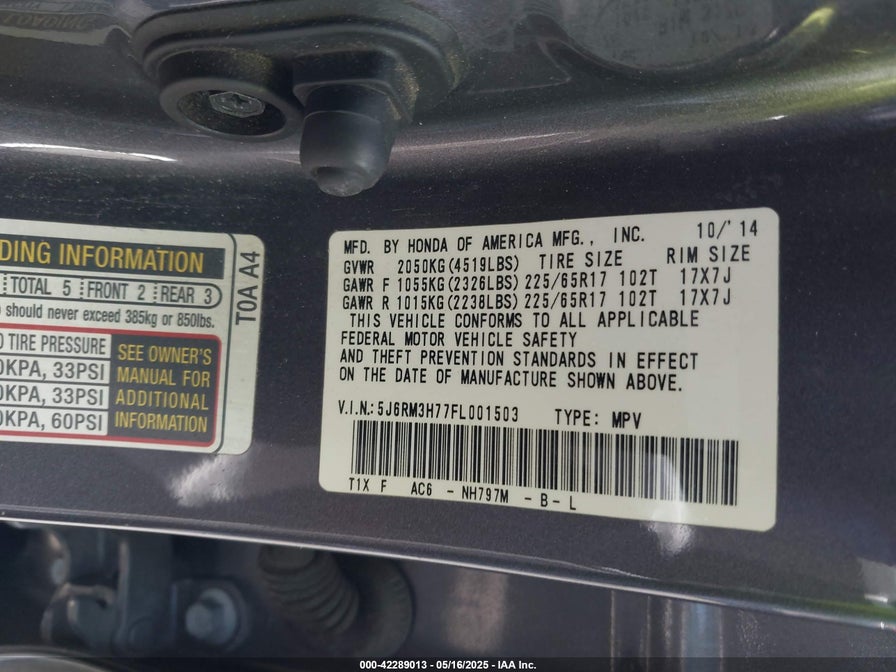 DING INFORMATION
TOTAL 5 FRONT 2 REAR 3
should never exceed 385kg or 850lbs.
TIRE PRESSURE
0KPA, 33PSI
0KPA, 33PSI
0KPA, 60PSI
SEE OWNER'S
MANUAL FOR
ADDITIONAL
INFORMATION
T0A A4
MFD. BY HONDA OF AMERICA MFG., INC. 10/'14
GVWR 2050KG(4519LBS) TIRE SIZE RIM SIZE
GAWR F 1055KG(2326LBS) 225/65R17 102T 17X7J
GAWR R 1015KG(2238LBS) 225/65R17 102T 17X7J
THIS VEHICLE CONFORMS TO ALL APPLICABLE
FEDERAL MOTOR VEHICLE SAFETY
AND THEFT PREVENTION STANDARDS IN EFFECT
ON THE DATE OF MANUFACTURE SHOWN ABOVE.
V.I.N.:5J6RM3H77FL001503 TYPE: MPV
T1X F AC6 - NH797M - B - L
000-42289013 - 05/16/2025 - IAA Inc.